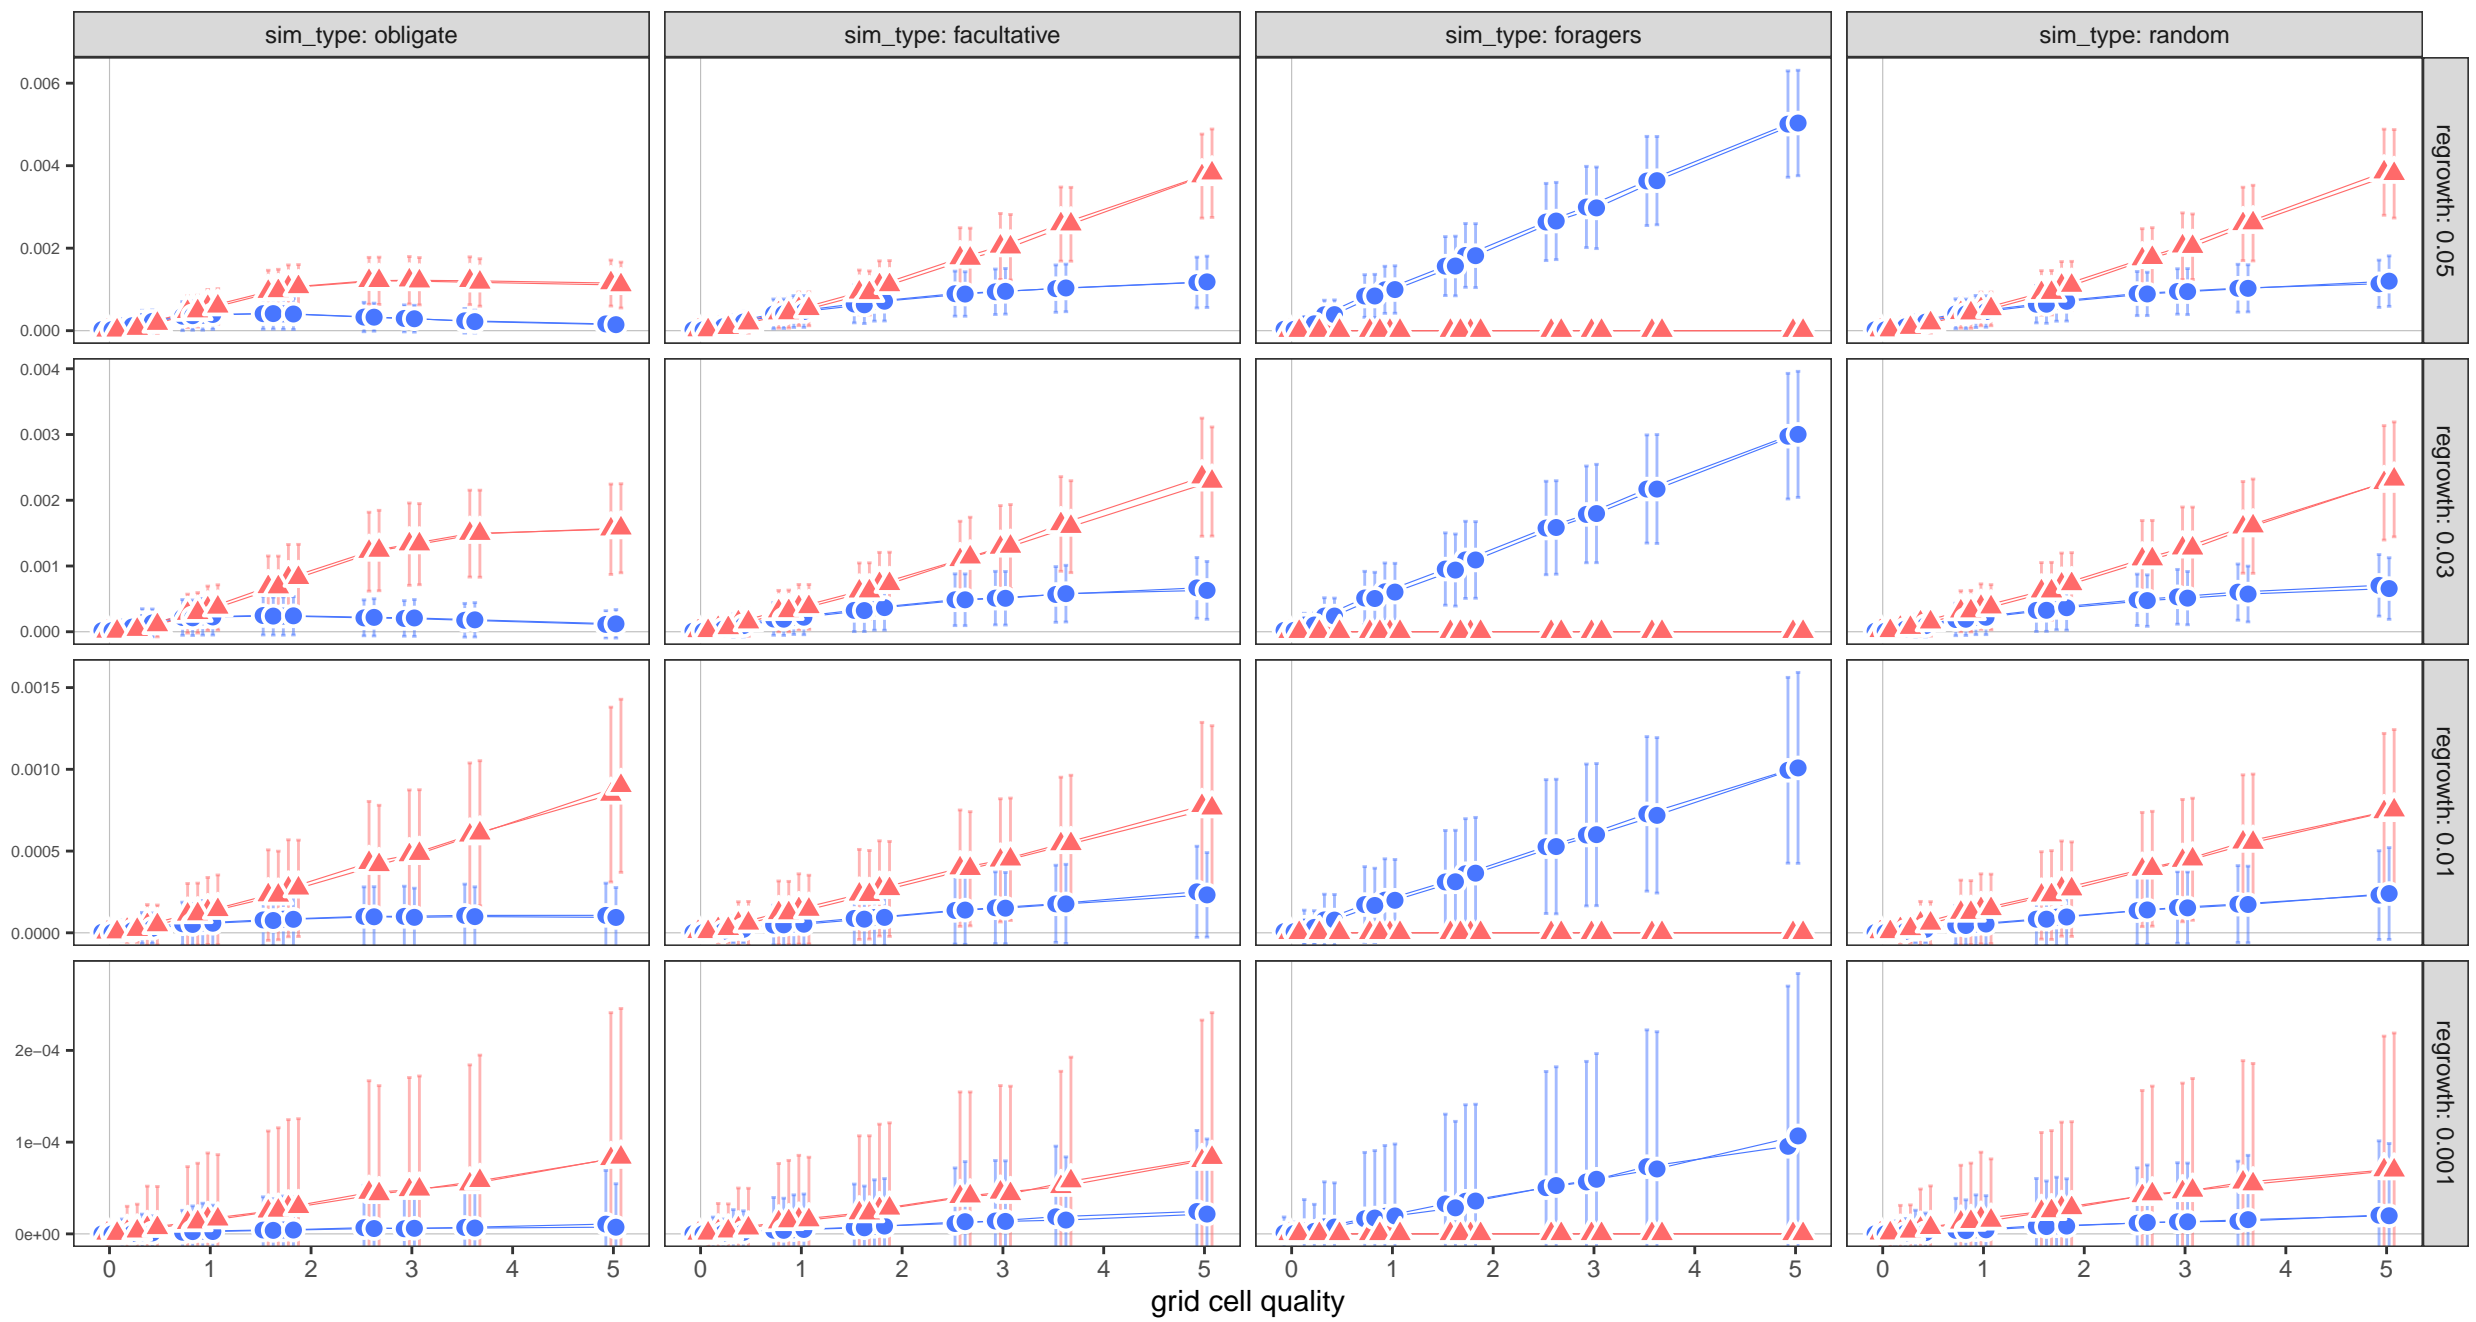 sim_type: obligate
sim_type: facultative
sim_type: foragers
sim_type: random
0.006
0.004
0.002
0.000
regrowth: 0.05
0.004
0.003
0.002
0.001
0.000
regrowth: 0.03
0.0015
0.0010
0.0005
0.0000
regrowth: 0.01
2e−04
1e−04
0e+00
regrowth: 0.001
0 1 2 3 4 5
0 1 2 3 4 5
0 1 2 3 4 5
0 1 2 3 4 5
grid cell quality